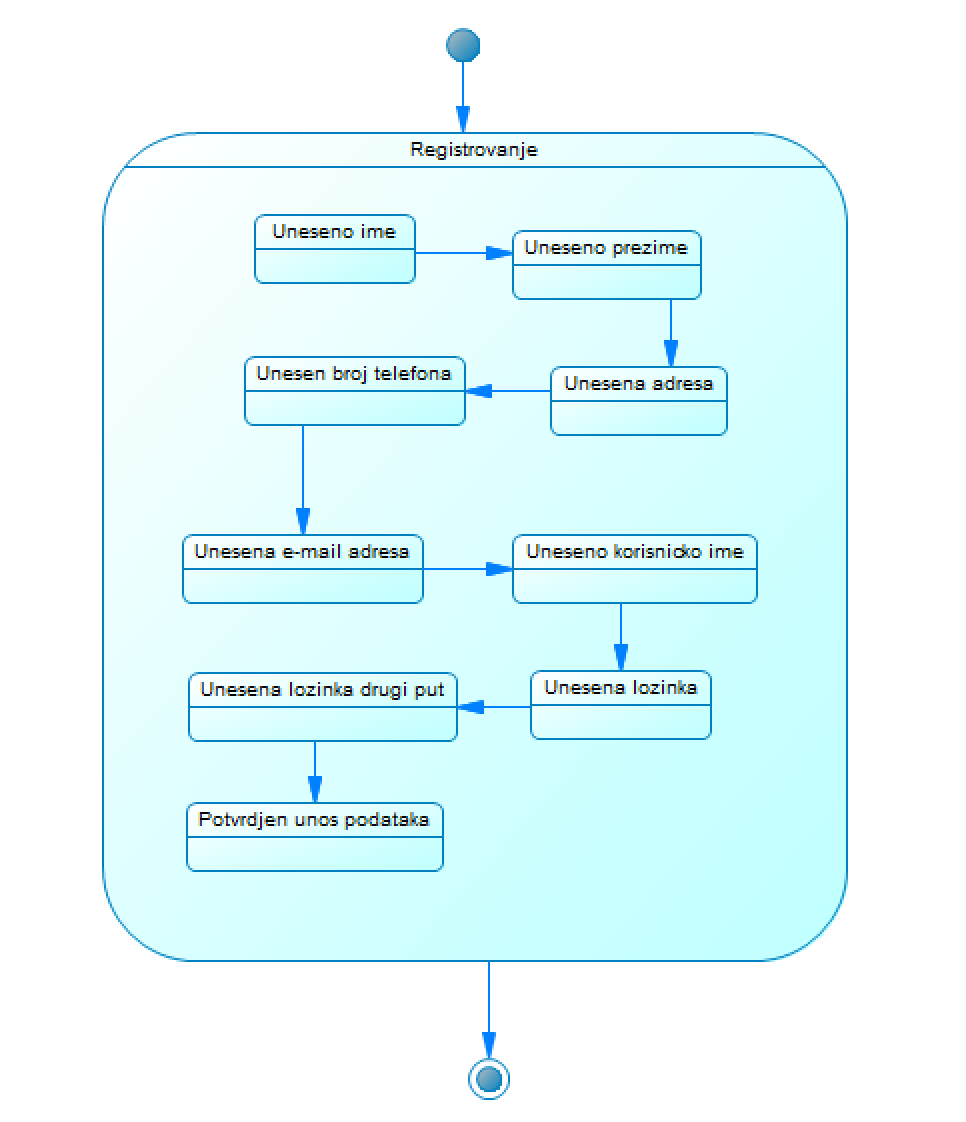 Registrovanje
Uneseno ime
Uneseno prezime
Unesen broj telefona
Unesena adresa
Unesena e-mail adresa
Uneseno korisnicko ime
Unesena lozinka drugi put
Unesena lozinka
Potvrdjen unos podataka